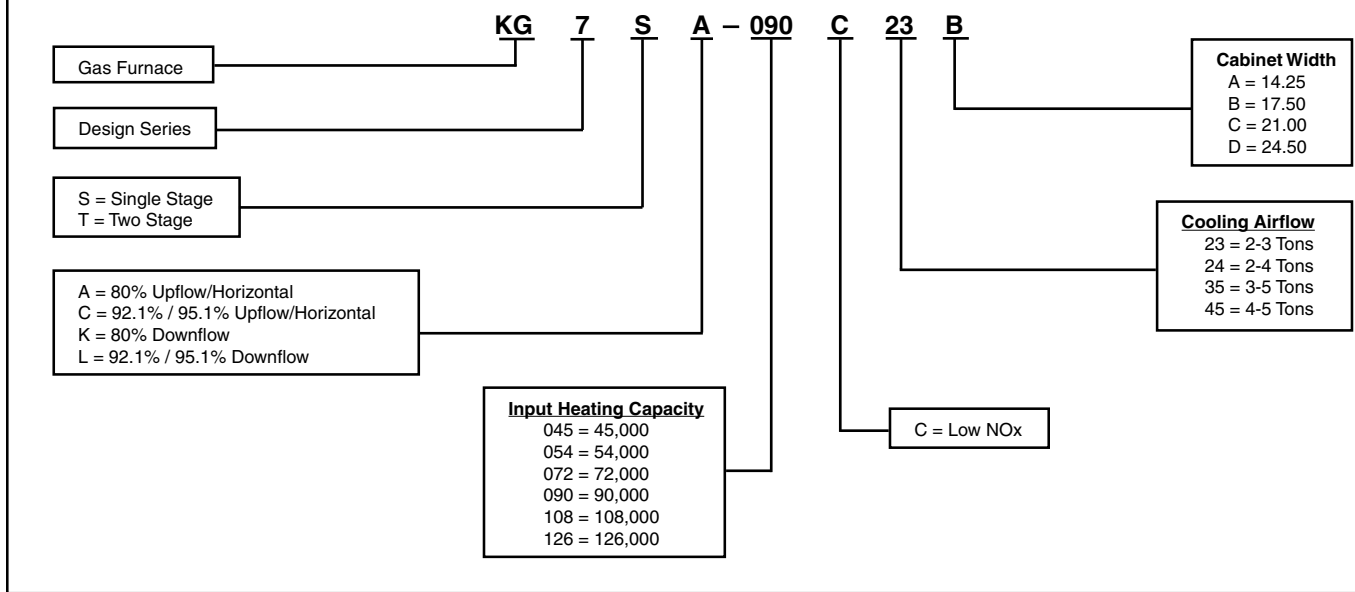 KG 7 S A – 090 C 23 B
Gas Furnace
Design Series
S = Single Stage
T = Two Stage
A = 80% Upflow/Horizontal
C = 92.1% / 95.1% Upflow/Horizontal
K = 80% Downflow
L = 92.1% / 95.1% Downflow
Input Heating Capacity
045 = 45,000
054 = 54,000
072 = 72,000
090 = 90,000
108 = 108,000
126 = 126,000
C = Low NOx
Cabinet Width
A = 14.25
B = 17.50
C = 21.00
D = 24.50
Cooling Airflow
23 = 2-3 Tons
24 = 2-4 Tons
35 = 3-5 Tons
45 = 4-5 Tons